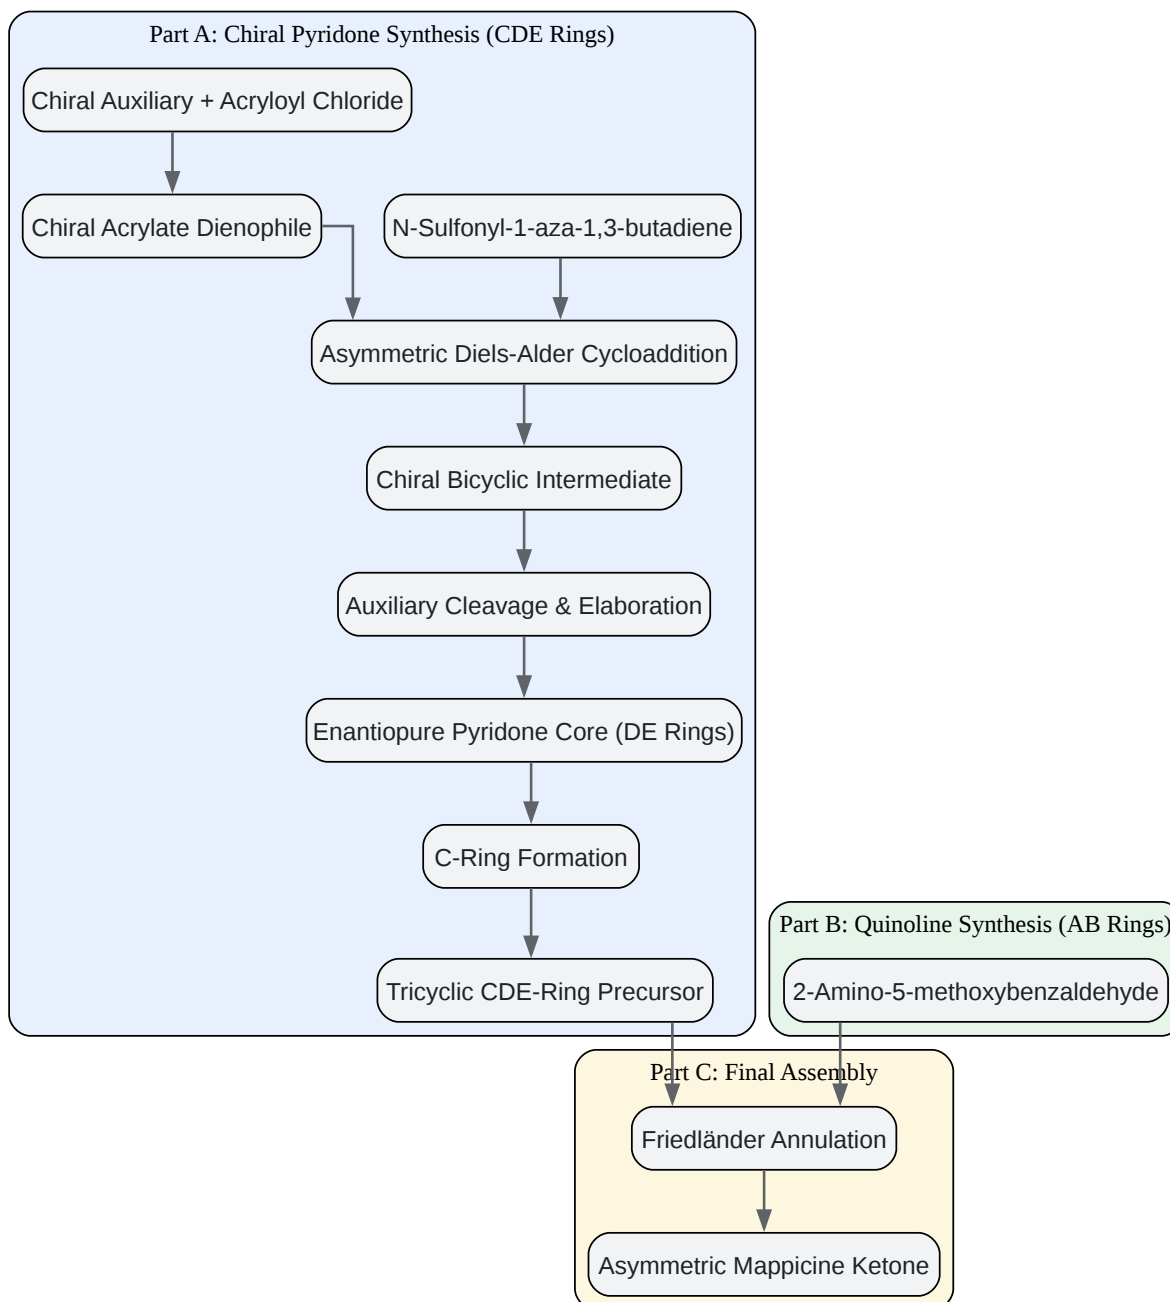 Part A: Chiral Pyridone Synthesis (CDE Rings)
Chiral Auxiliary + Acryloyl Chloride
Chiral Acrylate Dienophile
N-Sulfonyl-1-aza-1,3-butadiene
Asymmetric Diels-Alder Cycloaddition
Chiral Bicyclic Intermediate
Auxiliary Cleavage & Elaboration
Enantiopure Pyridone Core (DE Rings)
C-Ring Formation
Tricyclic CDE-Ring Precursor
Part B: Quinoline Synthesis (AB Rings)
2-Amino-5-methoxybenzaldehyde
Part C: Final Assembly
Friedländer Annulation
Asymmetric Mappicine Ketone